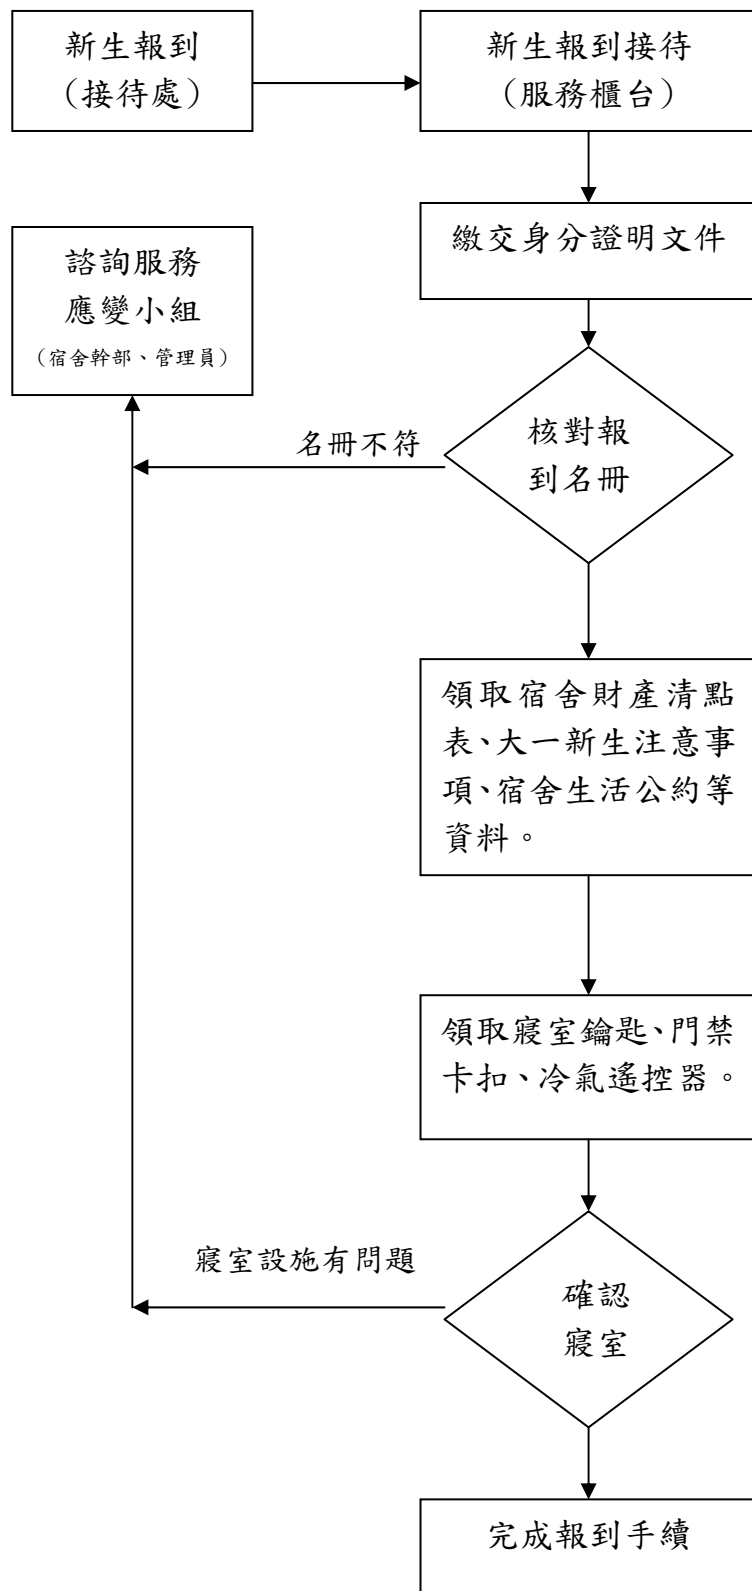 新生報到
（接待處）
新生報到接待
（服務櫃台）
繳交身分證明文件
諮詢服務
應變小組
（宿舍幹部、管理員）
核對報
到名冊
名冊不符
領取宿舍財產清點
表、大一新生注意事
項、宿舍生活公約等
資料。
領取寢室鑰匙、門禁
卡扣、冷氣遙控器。
寢室設施有問題
確認
寢室
完成報到手續